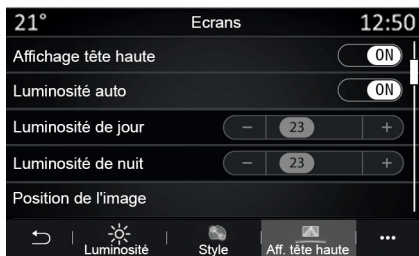 21° Ecrans 12:50
Affichage tête haute ON
Luminosité auto ON
Luminosité de jour − 23 +
Luminosité de nuit − 23 +
Position de l'image
Luminosité Style Aff. tête haute •••